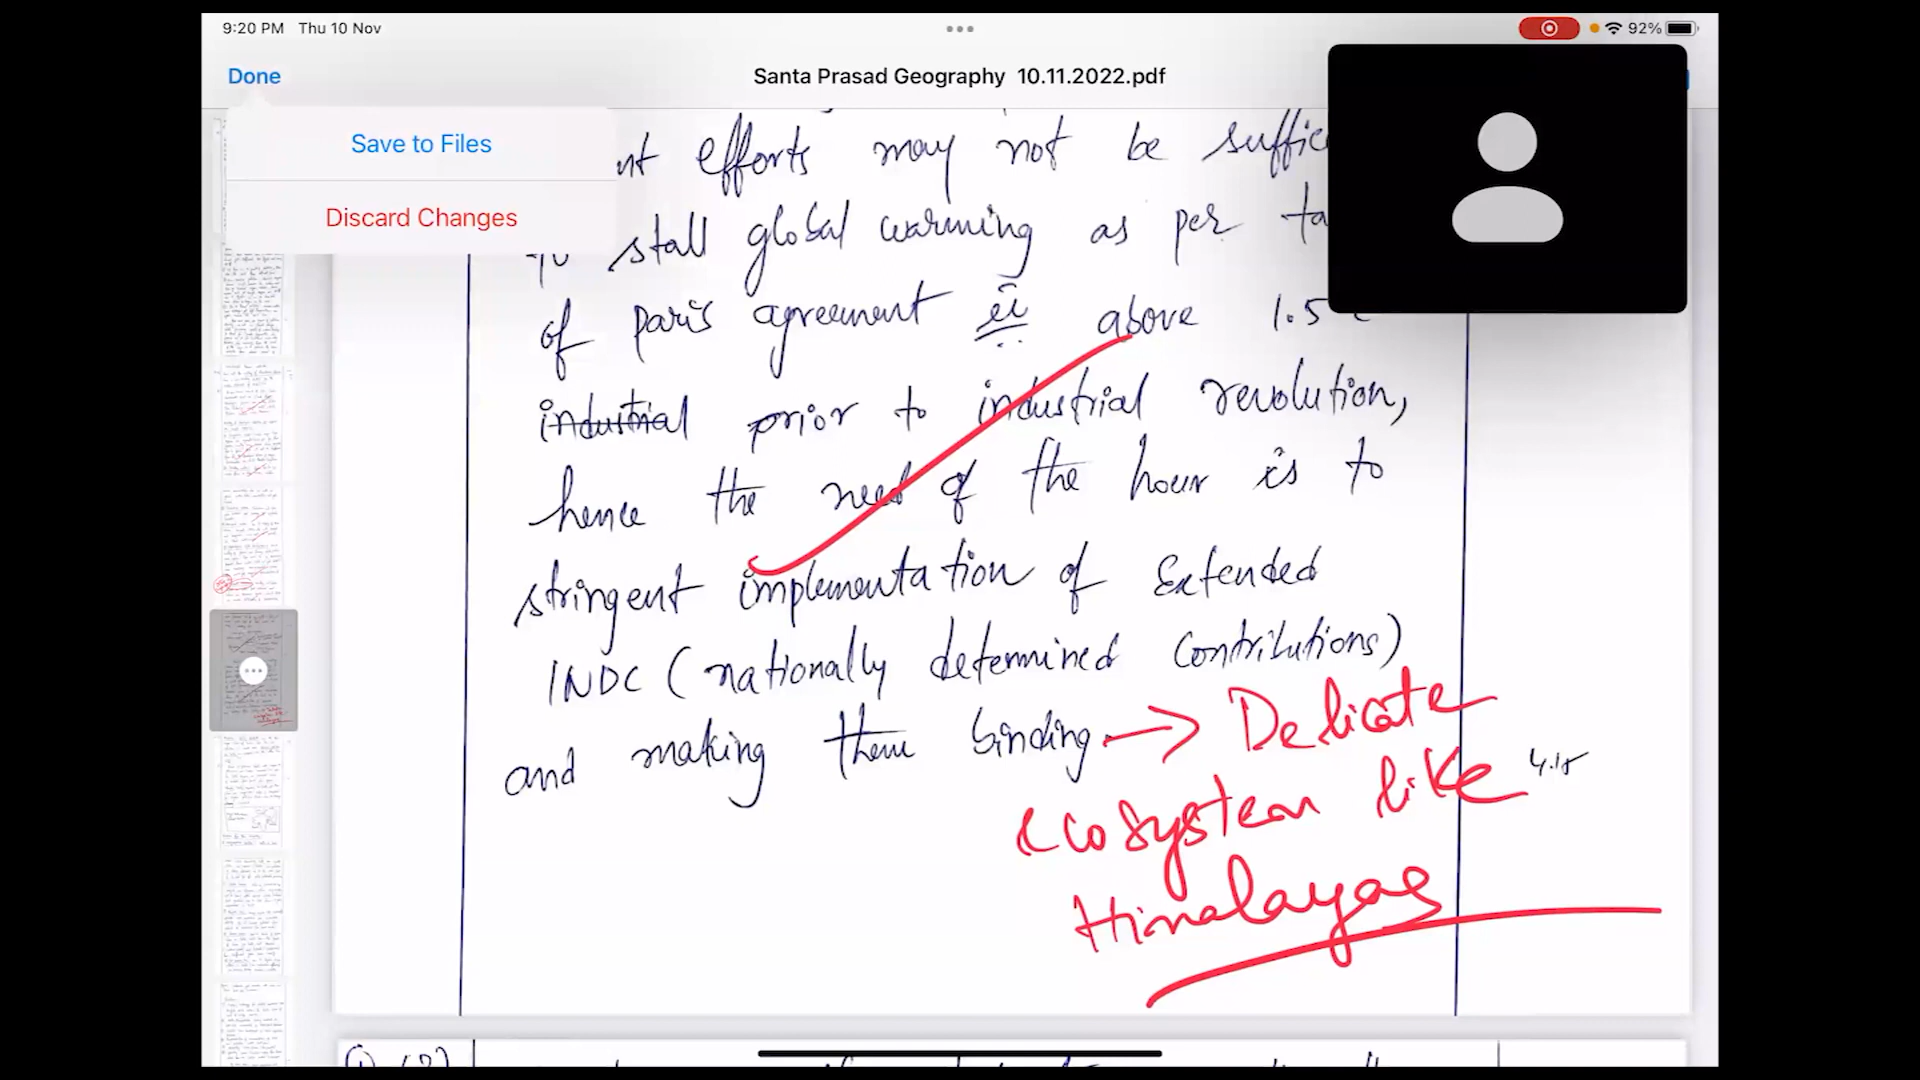 9:20 PM Thu 10 Nov
92%
Done
Santa Prasad Geography 10.11.2022.pdf
Save to Files
Discard Changes
efforts may not be
stall global warming as per
of paris agreement ie above 1.5
industrial prior to industrial revolution,
hence the need of the hour is to
stringent implementation of Extended
INDC (nationally determined contributions)
and making them binding → Delicate
ecosystem like
Himalayas